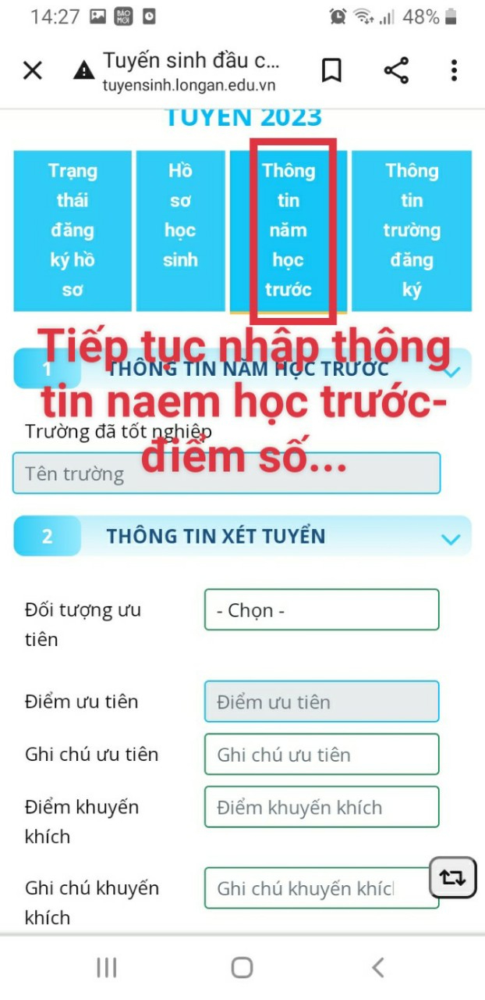 14:27
BÁO MỚI
48%
Tuyển sinh đầu c...
tuyensinh.longan.edu.vn
TUYỂN 2023
Trạng thái đăng ký hồ sơ
Hồ sơ học sinh
Thông tin năm học trước
Thông tin trường đăng ký
Tiếp tục nhập thông
1 THÔNG TIN NĂM HỌC TRƯỚC
tin naem học trước-
Trường đã tốt nghiệp
điểm số...
Tên trường
2 THÔNG TIN XÉT TUYỂN
Đối tượng ưu tiên
- Chọn -
Điểm ưu tiên
Điểm ưu tiên
Ghi chú ưu tiên
Ghi chú ưu tiên
Điểm khuyến khích
Điểm khuyến khích
Ghi chú khuyến khích
Ghi chú khuyến khíc